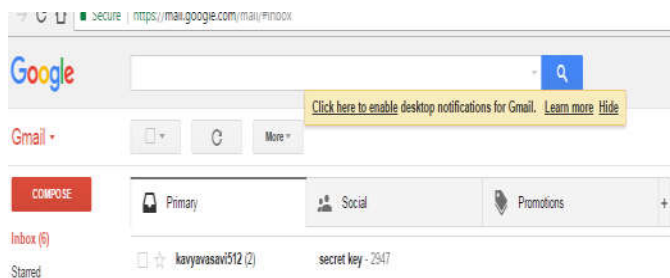 Secure https://mail.google.com/mail/#inbox
Google
Click here to enable desktop notifications for Gmail. Learn more Hide
Gmail
More
COMPOSE
Primary
Social
Promotions
+
Inbox (6)
kavyavasavi512 (2) secret key - 2947
Starred